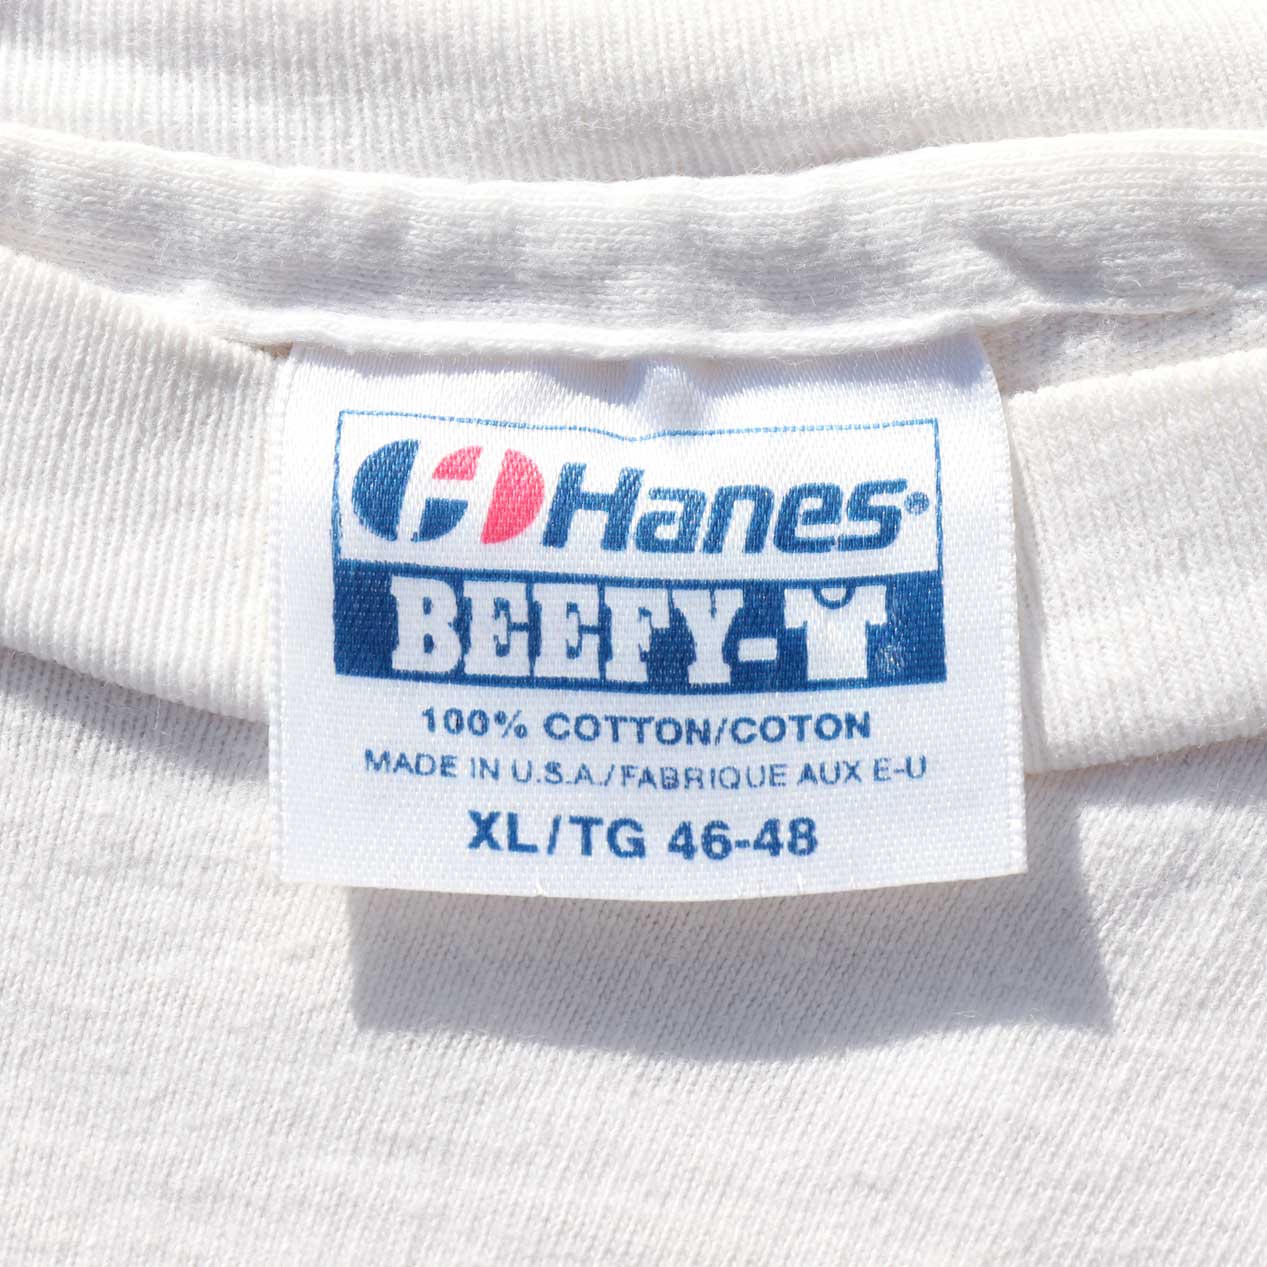 Hanes®
BEEFY-T
100% COTTON/COTON
MADE IN U.S.A./FABRIQUE AUX E-U
XL/TG 46-48